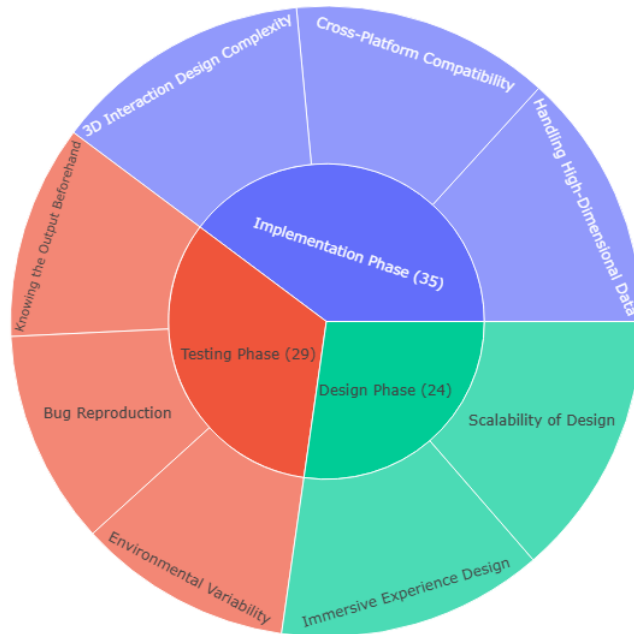 3D Interaction Design Complexity
Cross-Platform Compatibility
Handling High-Dimensional Data
Implementation Phase (35)
Knowing the Output Beforehand
Testing Phase (29)
Design Phase (24)
Bug Reproduction
Scalability of Design
Environmental Variability
Immersive Experience Design